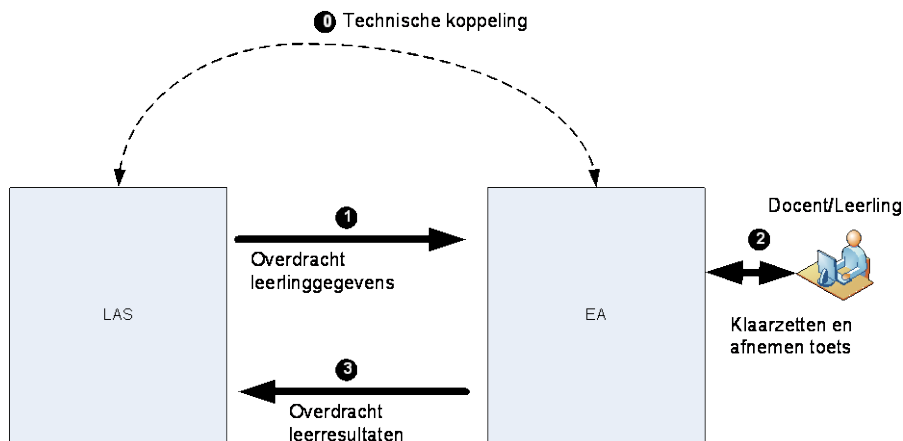 0 Technische koppeling
1
Overdracht
leerlinggegevens
LAS
EA
Docent/Leerling
2
Klaarzetten en
afnemen toets
3
Overdracht
leerresultaten